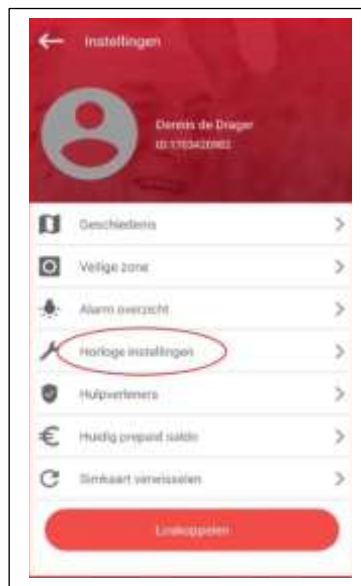 Instellingen
Dennis de Drager
Geschiedenis
Veilige zone
Alarm overzicht
Horloge instellingen
Hulpverleners
Huidig prepaid saldo
Simkaart verwisselen
Loskoppelen